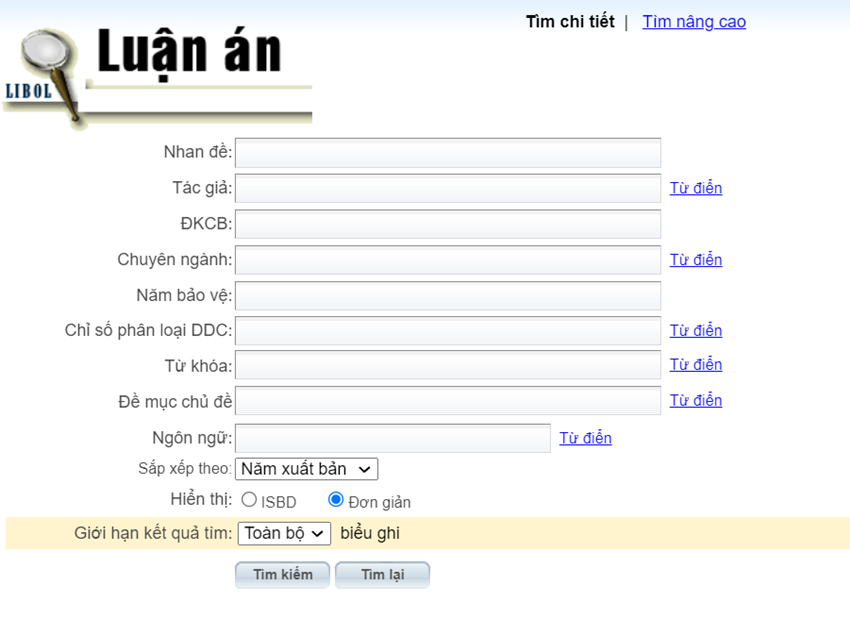 Tìm chi tiết | Tìm nâng cao
Luận án
LIBOL
Nhan đề:
Tác giả: Từ điển
ĐKCB:
Chuyên ngành: Từ điển
Năm bảo vệ:
Chỉ số phân loại DDC: Từ điển
Từ khóa: Từ điển
Đề mục chủ đề Từ điển
Ngôn ngữ: Từ điển
Sắp xếp theo: Năm xuất bản
Hiển thị: ISBD Đơn giản
Giới hạn kết quả tìm: Toàn bộ biểu ghi
Tìm kiếm Tìm lại